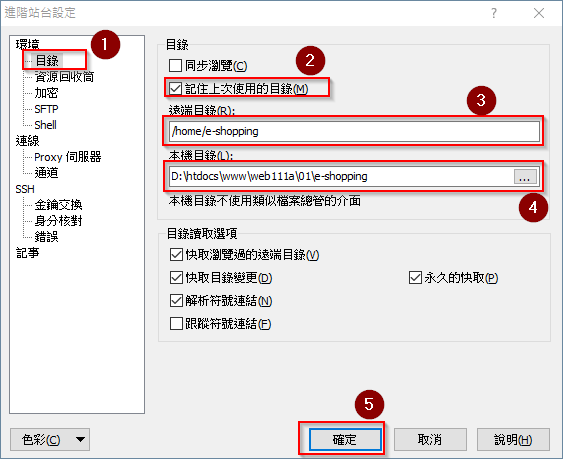 進階站台設定
?
環境
目錄
資源回收筒
加密
SFTP
Shell
連線
Proxy 伺服器
通道
SSH
金鑰交換
身分核對
錯誤
記事
1
目錄
同步瀏覽(C)
2
記住上次使用的目錄(M)
遠端目錄(R):
3
/home/e-shopping
本機目錄(L):
D:\htdocs\www\web111a\01\e-shopping
...
4
本機目錄不使用類似檔案總管的介面
目錄讀取選項
快取瀏覽過的遠端目錄(V)
快取目錄變更(D)
永久的快取(P)
解析符號連結(N)
跟蹤符號連結(F)
5
色彩(C)
確定
取消
說明(H)